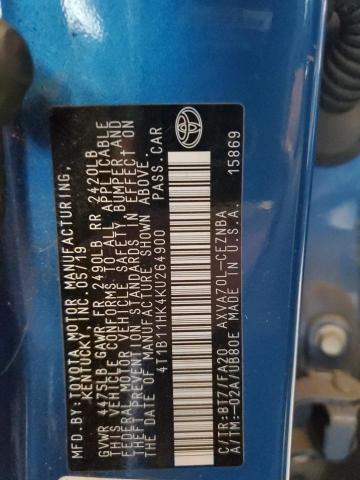 MFD.BY:TOYOTA MOTOR MANUFACTURING,
KENTUCKY, INC. 05/19
GVWR 4475LB GAWR FR 2490LB RR 2420LB
THIS VEHICLE CONFORMS TO ALL APPLICABLE
FEDERAL MOTOR VEHICLE SAFETY, BUMPER, AND
THEFT PREVENTION STANDARDS IN EFFECT
ON THE DATE OF MANUFACTURE SHOWN ABOVE.
4T1B11HK4KU264900 PASS.CAR
C/TR:8T7/FA20 AXVA70L-CEZNBA
A/TM:-02A/UB80E MADE IN U.S.A. 15869